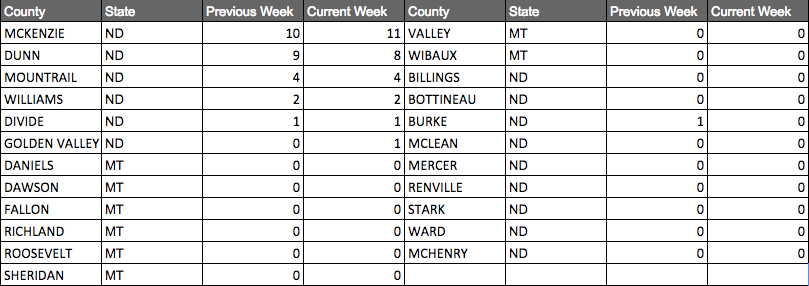 County State Previous Week Current Week County State Previous Week Current Week
MCKENZIE ND 10 11 VALLEY MT 0 0
DUNN ND 9 8 WIBAUX MT 0 0
MOUNTRAIL ND 4 4 BILLINGS ND 0 0
WILLIAMS ND 2 2 BOTTINEAU ND 0 0
DIVIDE ND 1 1 BURKE ND 1 0
GOLDEN VALLEY ND 0 1 MCLEAN ND 0 0
DANIELS MT 0 0 MERCER ND 0 0
DAWSON MT 0 0 RENVILLE ND 0 0
FALLON MT 0 0 STARK ND 0 0
RICHLAND MT 0 0 WARD ND 0 0
ROOSEVELT MT 0 0 MCHENRY ND 0 0
SHERIDAN MT 0 0